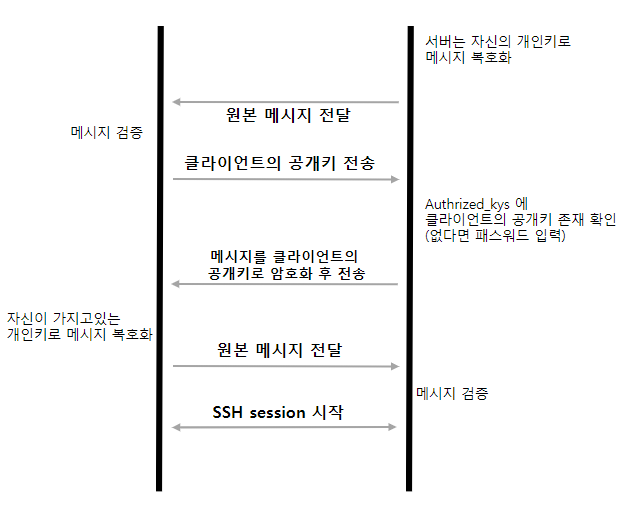 서버는 자신의 개인키로
메시지 복호화
원본 메시지 전달
메시지 검증
클라이언트의 공개키 전송
Authrized_kys 에
클라이언트의 공개키 존재 확인
(없다면 패스워드 입력)
메시지를 클라이언트의
공개키로 암호화 후 전송
자신이 가지고있는
개인키로 메시지 복호화
원본 메시지 전달
메시지 검증
SSH session 시작